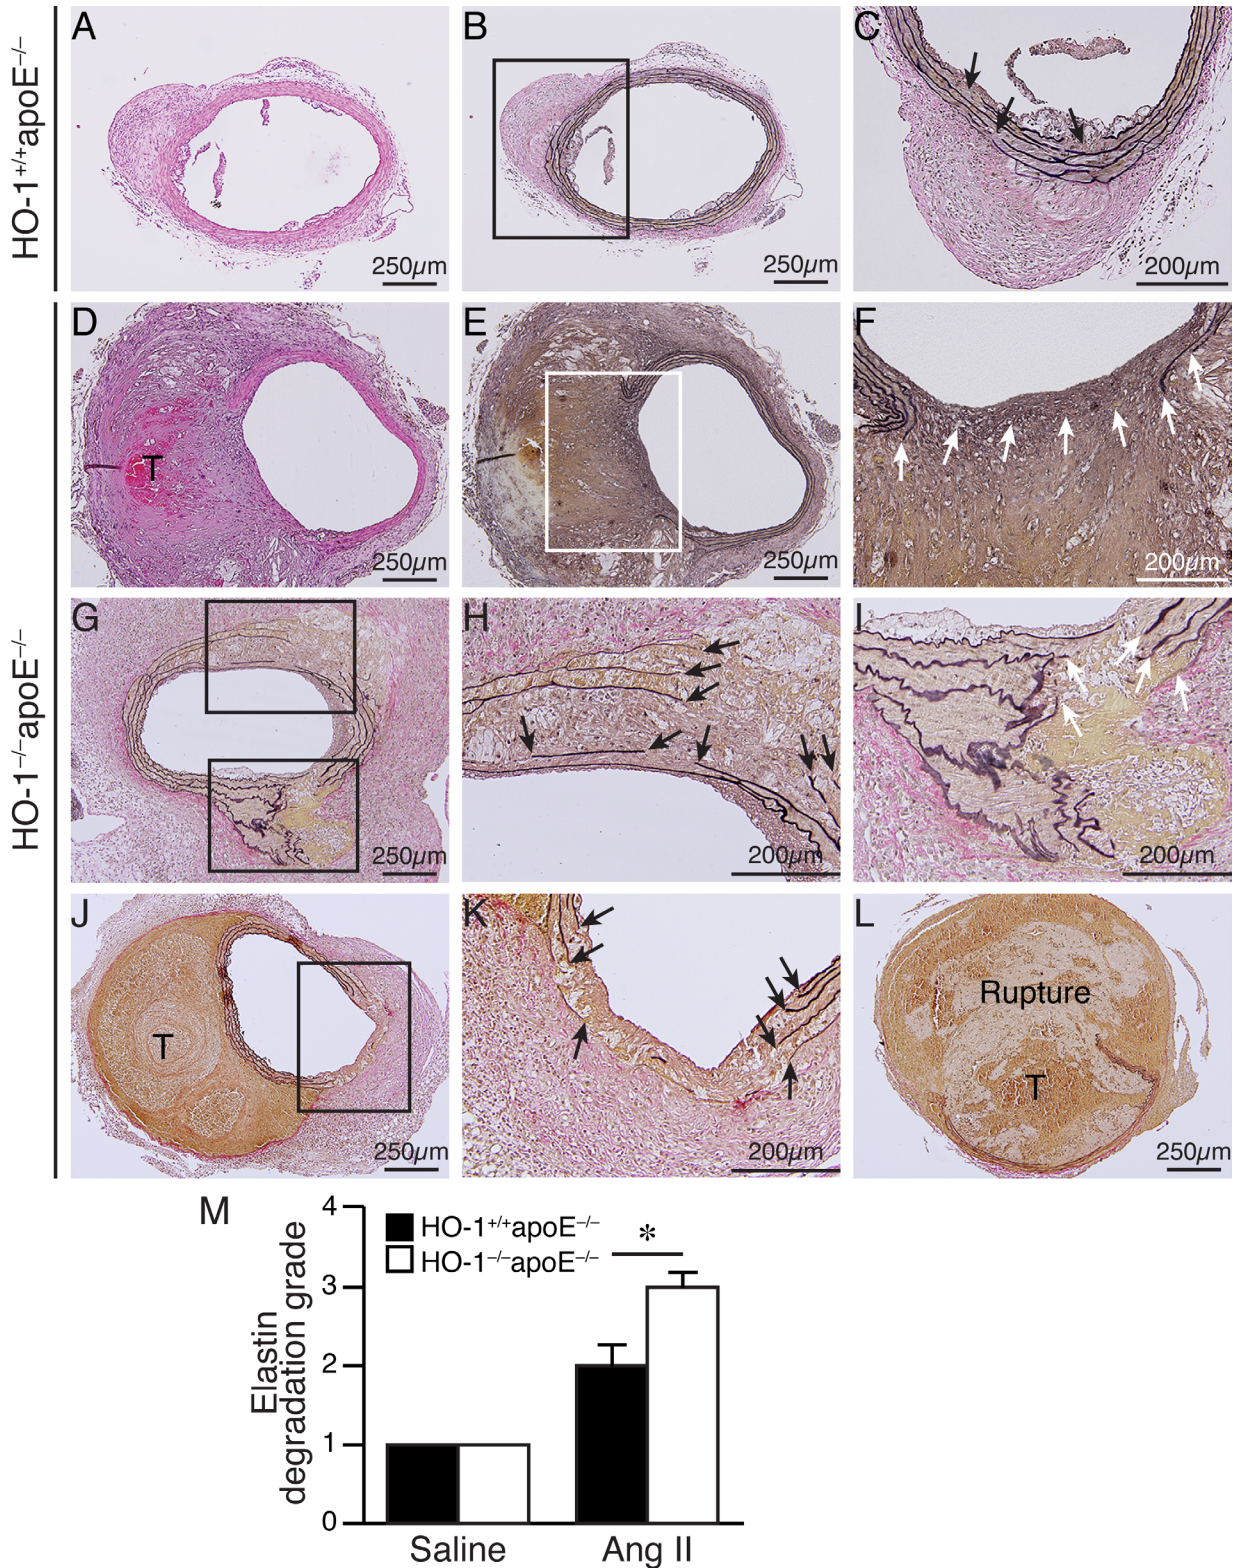 HO-1+/+apoE–/–
A
250µm
B
250µm
C
200µm
HO-1–/–apoE–/–
D
T
250µm
E
250µm
F
200µm
G
250µm
H
200µm
I
200µm
J
T
250µm
K
200µm
L
Rupture
T
250µm
M
Elastin
degradation grade
4
3
2
1
0
HO-1+/+apoE–/–
HO-1–/–apoE–/–
*
Saline
Ang II